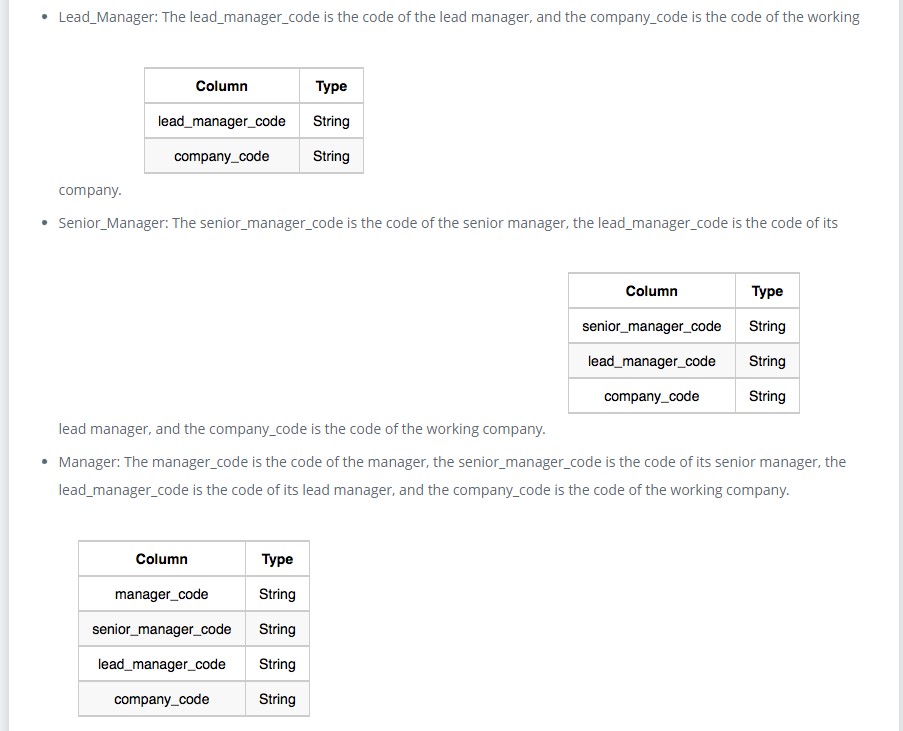 Lead_Manager: The lead_manager_code is the code of the lead manager, and the company_code is the code of the working
Column Type
lead_manager_code String
company_code String
company.
Senior_Manager: The senior_manager_code is the code of the senior manager, the lead_manager_code is the code of its
Column Type
senior_manager_code String
lead_manager_code String
company_code String
lead manager, and the company_code is the code of the working company.
Manager: The manager_code is the code of the manager, the senior_manager_code is the code of its senior manager, the
lead_manager_code is the code of its lead manager, and the company_code is the code of the working company.
Column Type
manager_code String
senior_manager_code String
lead_manager_code String
company_code String